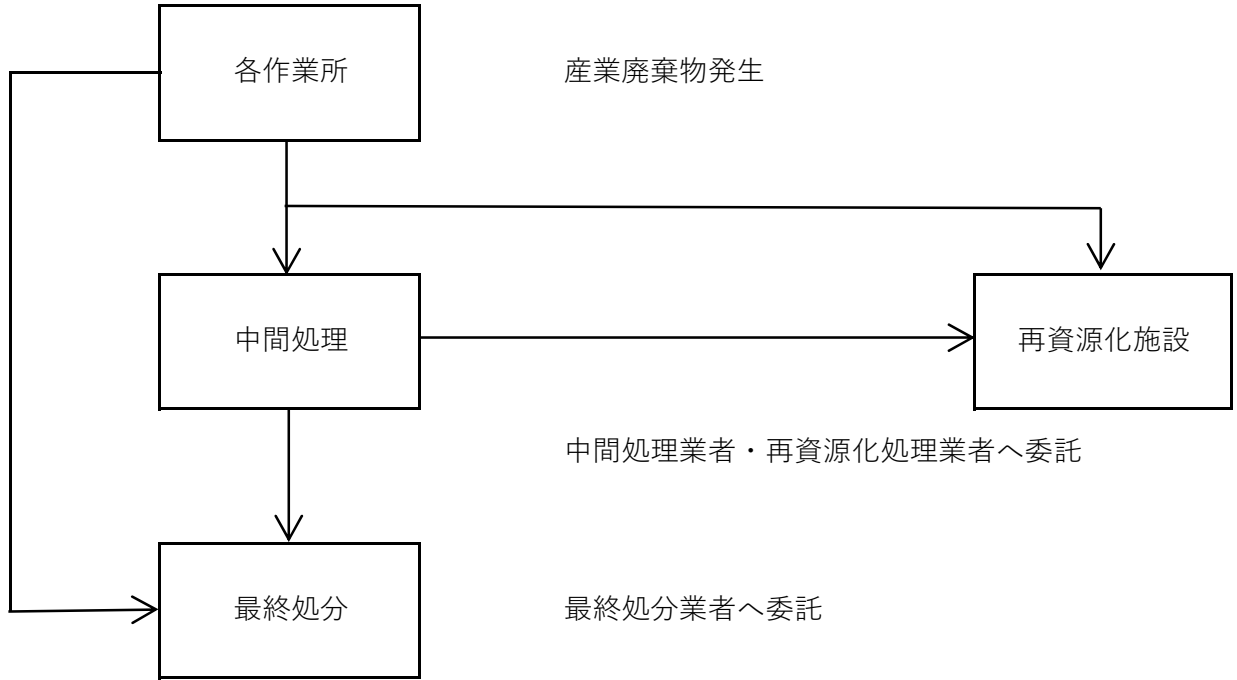 各作業所
産業廃棄物発生
中間処理
再資源化施設
中間処理業者・再資源化処理業者へ委託
最終処分
最終処分業者へ委託